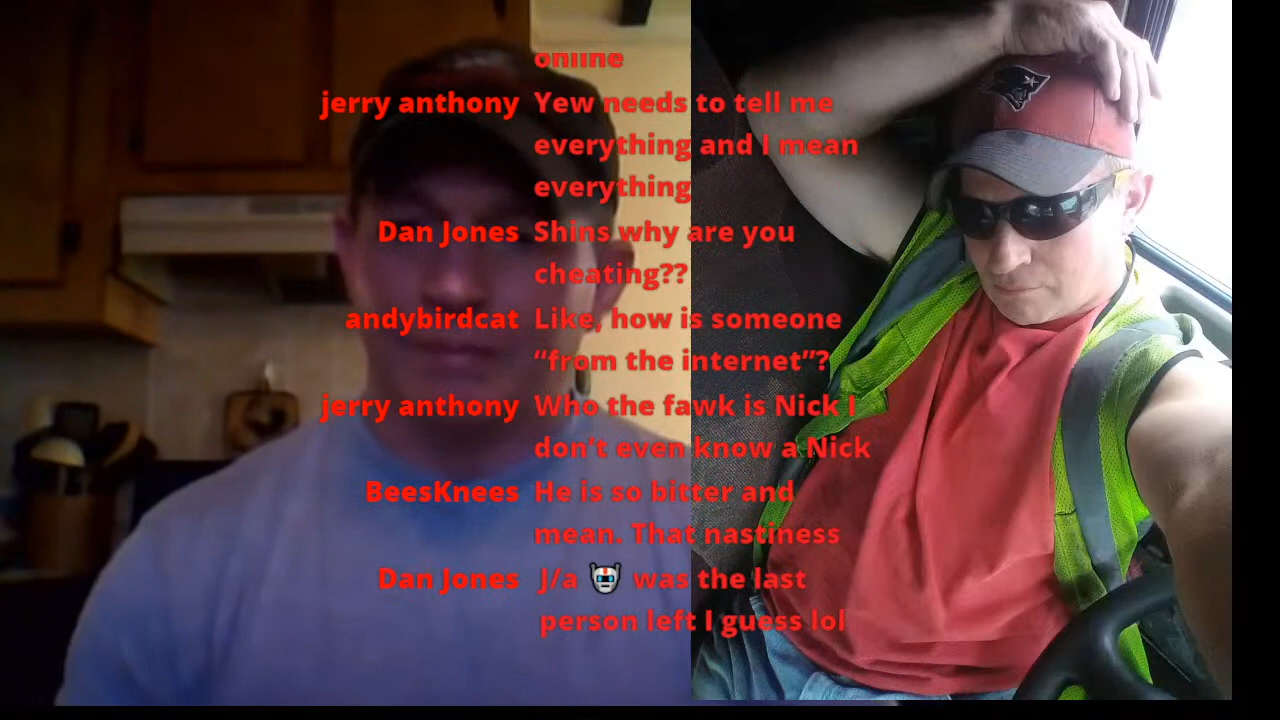 online
jerry anthony Yew needs to tell me
everything and I mean
everything
Dan Jones Shins why are you
cheating??
andybirdcat Like, how is someone
“from the internet”?
jerry anthony Who the fawk is Nick I
don’t even know a Nick
BeesKnees He is so bitter and
mean. That nastiness
Dan Jones J/a 🤖 was the last
person left I guess lol